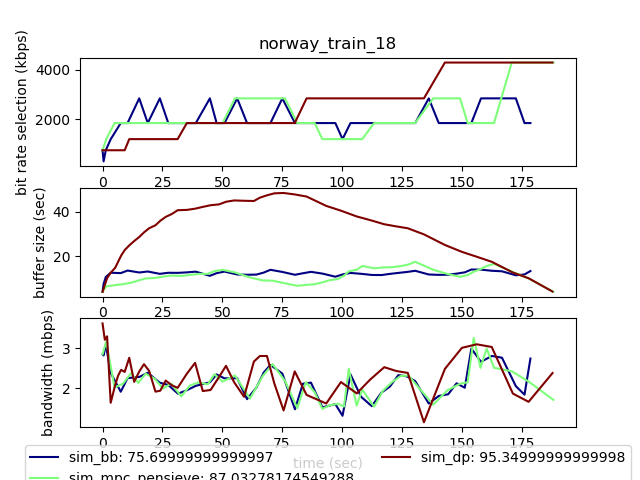 norway_train_18
bit rate selection (kbps)
4000
2000
0 25 50 75 100 125 150 175
buffer size (sec)
40
20
0 25 50 75 100 125 150 175
bandwidth (mbps)
3
2
0 25 50 75 100 125 150 175
time (sec)
sim_bb: 75.69999999999997 sim_dp: 95.34999999999998
sim_mpc_pensieve: 87.03278174549288